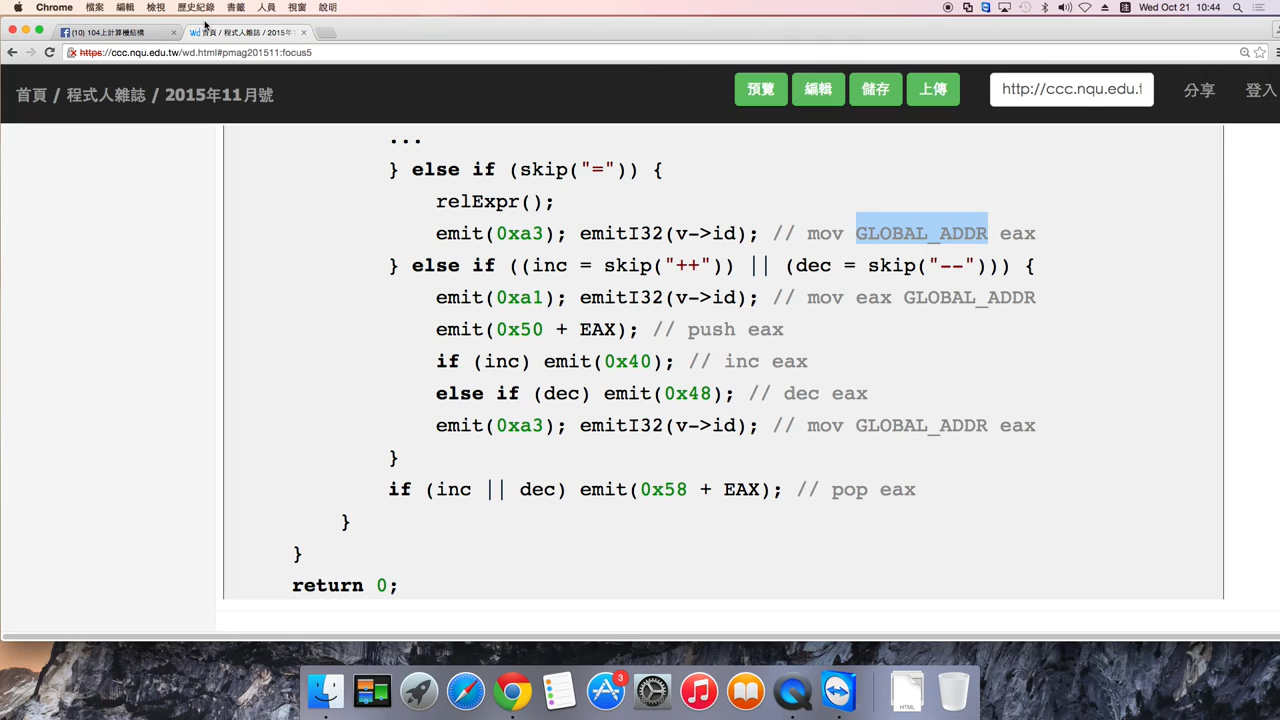 Chrome 檔案 編輯 檢視 歷史紀錄 書籤 人員 視窗 說明 Wed Oct 21 10:44
(10) 104上計算機結構 Wd 首頁 / 程式人雜誌 / 2015年1
https://ccc.nqu.edu.tw/wd.html#pmag201511:focus5
首頁 / 程式人雜誌 / 2015年11月號 預覽 編輯 儲存 上傳 http://ccc.nqu.edu.t 分享 登入
...
} else if (skip("=")) {
relExpr();
emit(0xa3); emitI32(v->id); // mov GLOBAL_ADDR eax
} else if ((inc = skip("++")) || (dec = skip("--"))) {
emit(0xa1); emitI32(v->id); // mov eax GLOBAL_ADDR
emit(0x50 + EAX); // push eax
if (inc) emit(0x40); // inc eax
else if (dec) emit(0x48); // dec eax
emit(0xa3); emitI32(v->id); // mov GLOBAL_ADDR eax
}
if (inc || dec) emit(0x58 + EAX); // pop eax
}
}
return 0;
3
HTML